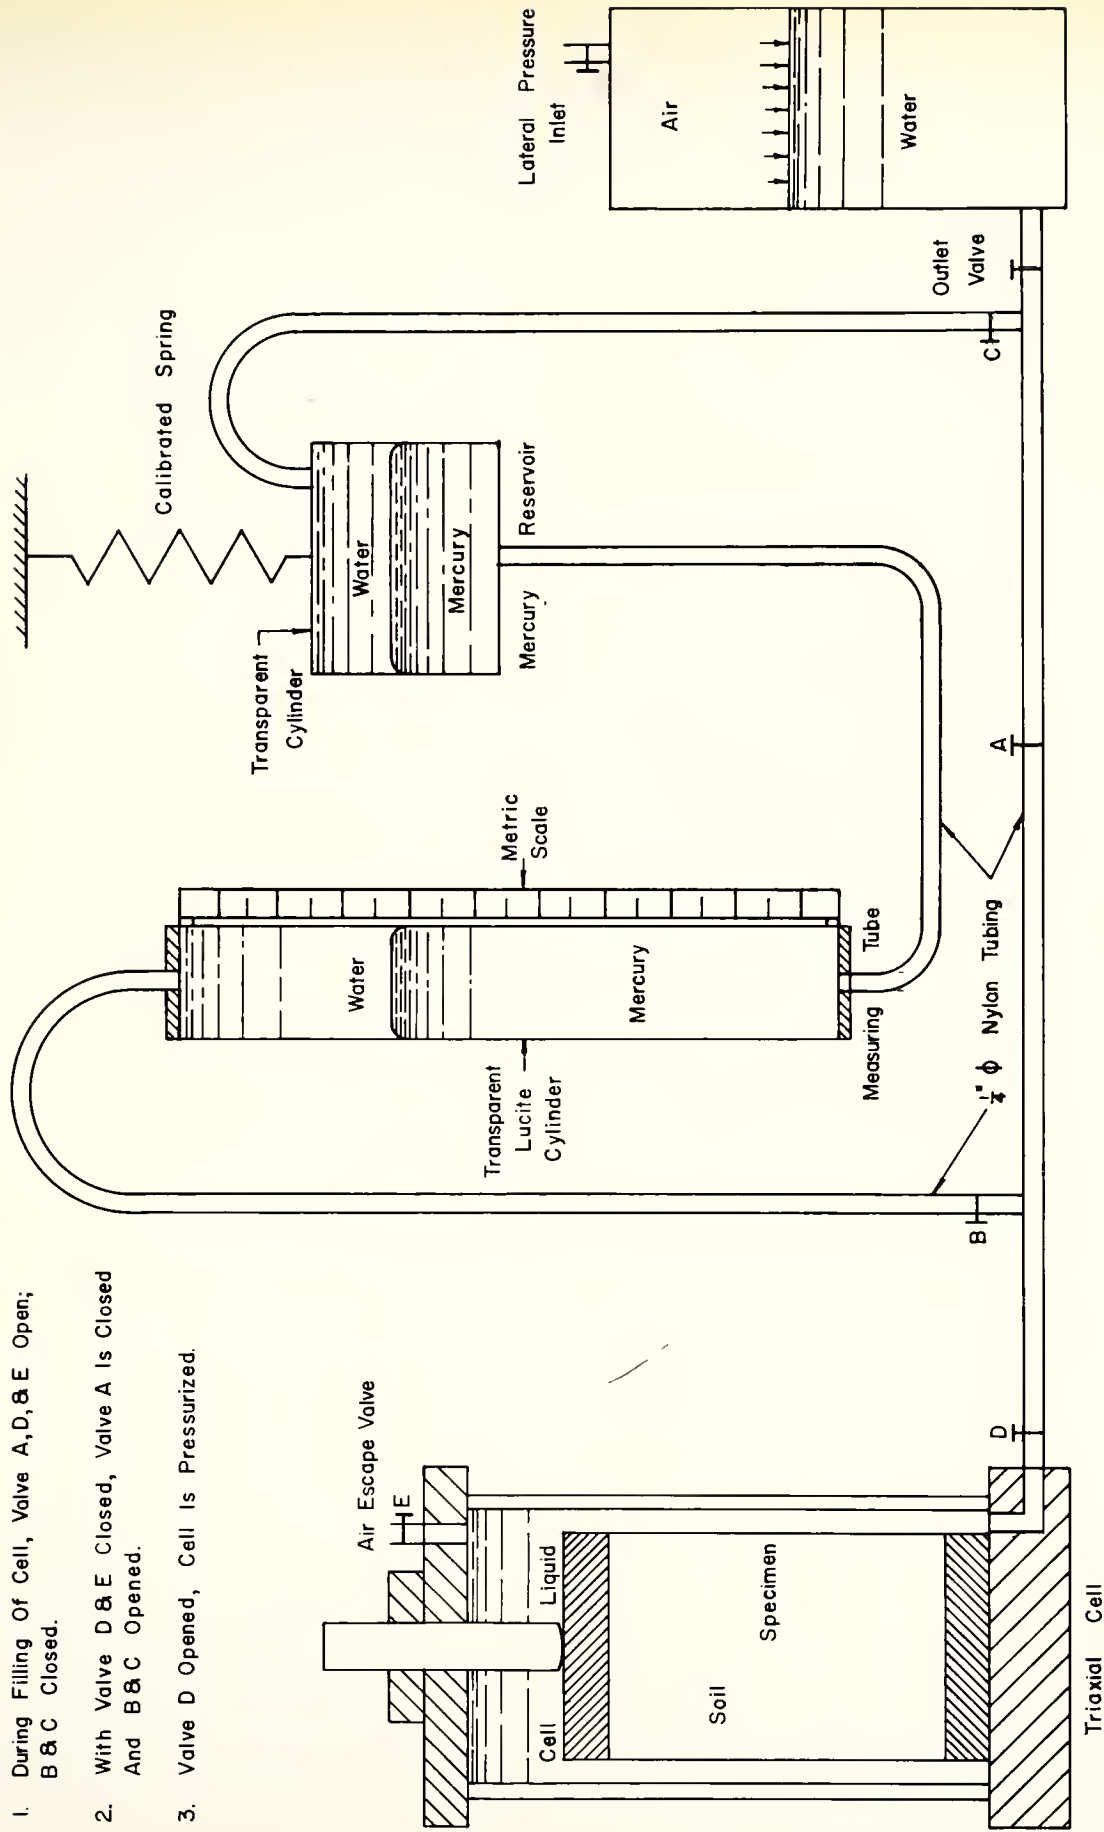 1. During Filling Of Cell, Valve A,D,& E Open;
B & C Closed.
2. With Valve D & E Closed, Valve A Is Closed
And B & C Opened.
3. Valve D Opened, Cell Is Pressurized.
Air Escape Valve
E
Cell Liquid
Soil Specimen
D
Triaxial Cell
B
1/4" ϕ Nylan Tubing
Transparent
Lucite
Cylinder
Water
Mercury
Metric
Scale
Measuring Tube
A
Transparent
Cylinder
Calibrated Spring
Water
Mercury
Mercury Reservoir
C
Outlet
Valve
Lateral Pressure
Inlet
Air
Water